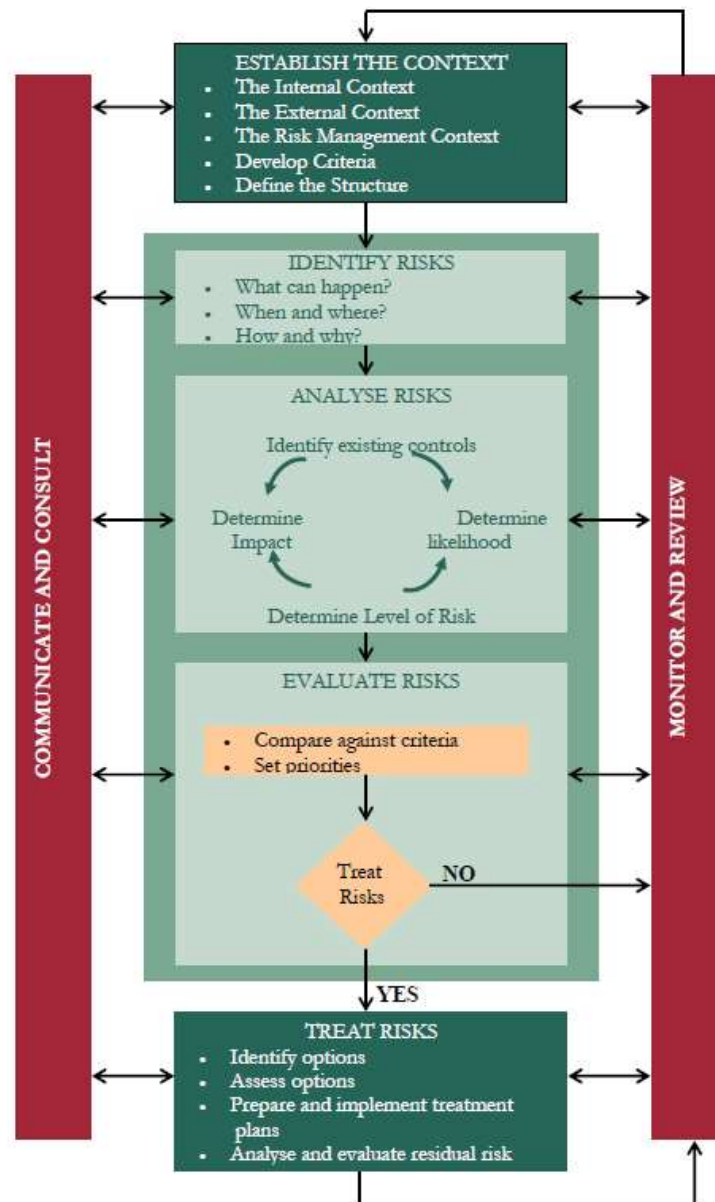 ESTABLISH THE CONTEXT
• The Internal Context
• The External Context
• The Risk Management Context
• Develop Criteria
• Define the Structure
COMMUNICATE AND CONSULT
MONITOR AND REVIEW
IDENTIFY RISKS
• What can happen?
• When and where?
• How and why?
ANALYSE RISKS
Identify existing controls
Determine
Impact
Determine
likelihood
Determine Level of Risk
EVALUATE RISKS
• Compare against criteria
• Set priorities
Treat
Risks
NO
YES
TREAT RISKS
• Identify options
• Assess options
• Prepare and implement treatment
plans
• Analyse and evaluate residual risk